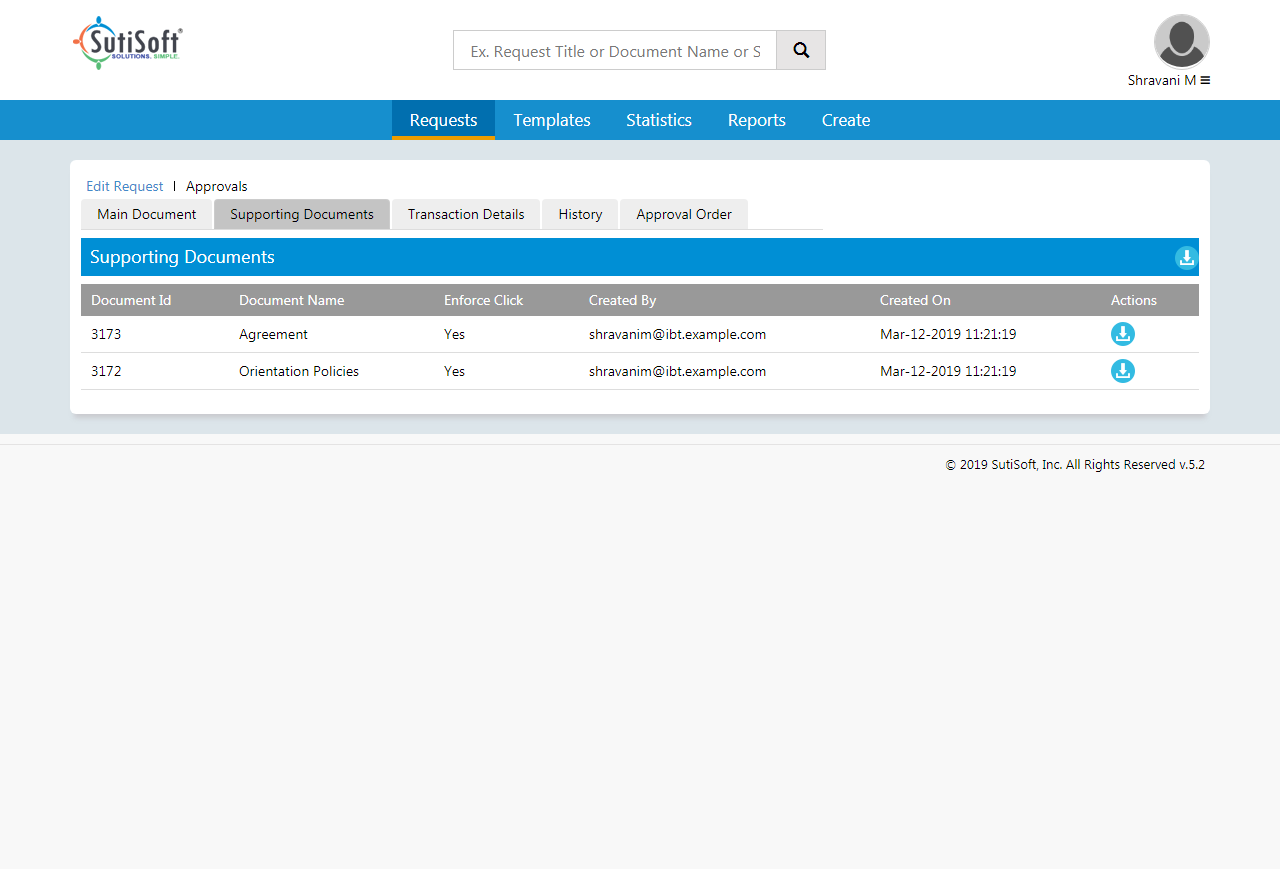 SutiSoft®
SOLUTIONS. SIMPLE.
Ex. Request Title or Document Name or S
Shravani M
Requests Templates Statistics Reports Create
Edit Request I Approvals
Main Document Supporting Documents Transaction Details History Approval Order
Supporting Documents
Document Id Document Name Enforce Click Created By Created On Actions
3173 Agreement Yes shravanim@ibt.example.com Mar-12-2019 11:21:19
3172 Orientation Policies Yes shravanim@ibt.example.com Mar-12-2019 11:21:19
© 2019 SutiSoft, Inc. All Rights Reserved v.5.2